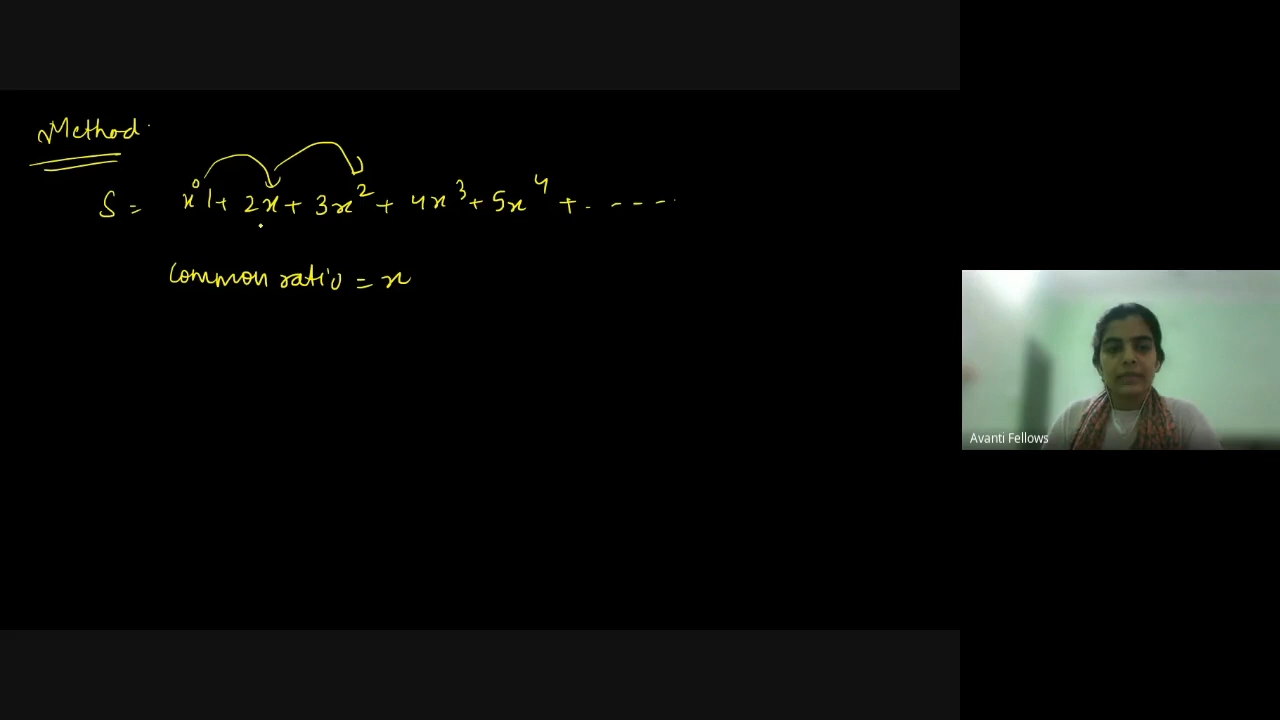 Method.
S = x⁰1 + 2x + 3x² + 4x³ + 5x⁴ + . - - - -
Common ratio = x
Avanti Fellows